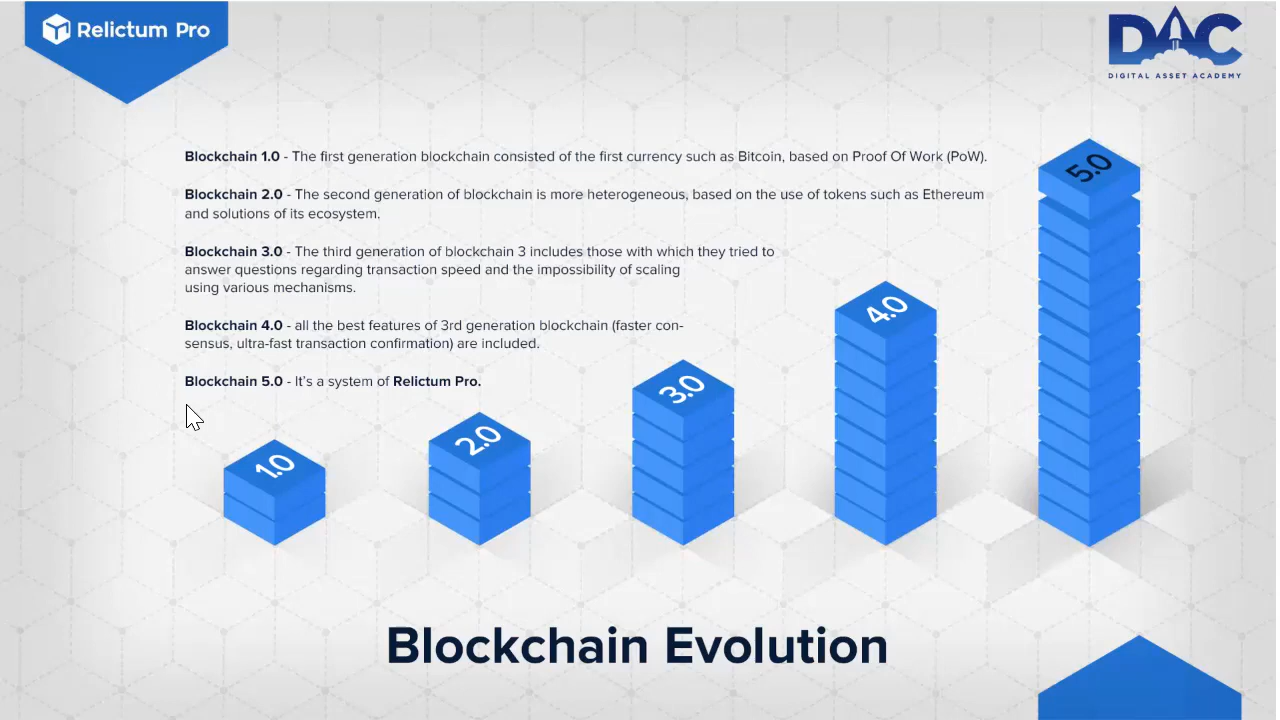 Relictum Pro
DAC
DIGITAL ASSET ACADEMY
Blockchain 1.0 - The first generation blockchain consisted of the first currency such as Bitcoin, based on Proof Of Work (PoW).
Blockchain 2.0 - The second generation of blockchain is more heterogeneous, based on the use of tokens such as Ethereum
and solutions of its ecosystem.
Blockchain 3.0 - The third generation of blockchain 3 includes those with which they tried to
answer questions regarding transaction speed and the impossibility of scaling
using various mechanisms.
Blockchain 4.0 - all the best features of 3rd generation blockchain (faster con-
sensus, ultra-fast transaction confirmation) are included.
Blockchain 5.0 - It's a system of Relictum Pro.
1.0
2.0
3.0
4.0
5.0
Blockchain Evolution